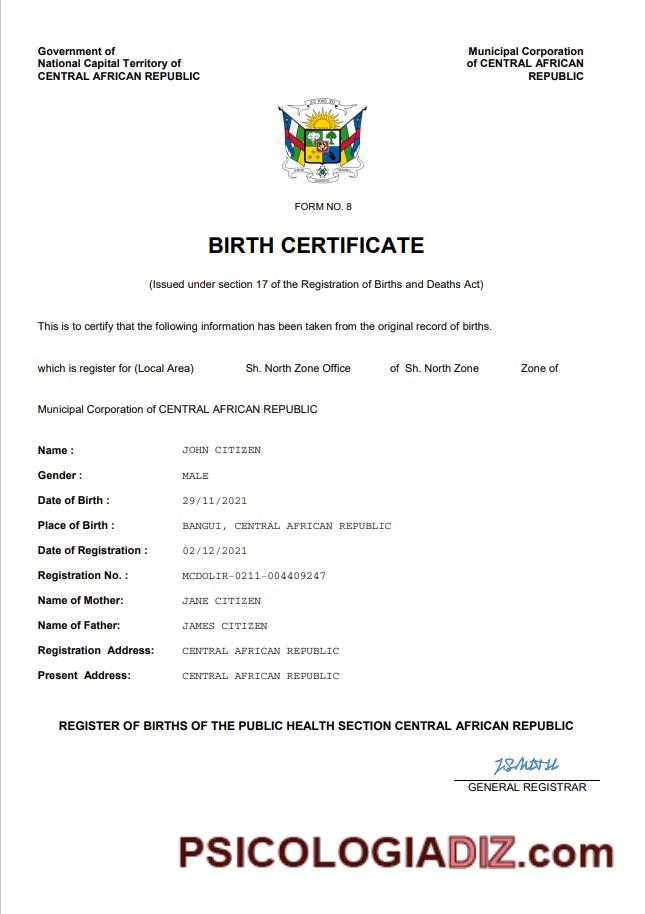 Government of
National Capital Territory of
CENTRAL AFRICAN REPUBLIC
Municipal Corporation
of CENTRAL AFRICAN
REPUBLIC
ZO KWE ZO
FORM NO. 8
BIRTH CERTIFICATE
(Issued under section 17 of the Registration of Births and Deaths Act)
This is to certify that the following information has been taken from the original record of births.
which is register for (Local Area) Sh. North Zone Office of Sh. North Zone Zone of
Municipal Corporation of CENTRAL AFRICAN REPUBLIC
Name : JOHN CITIZEN
Gender : MALE
Date of Birth : 29/11/2021
Place of Birth : BANGUI, CENTRAL AFRICAN REPUBLIC
Date of Registration : 02/12/2021
Registration No. : MCDOLIR-0211-004409247
Name of Mother: JANE CITIZEN
Name of Father: JAMES CITIZEN
Registration Address: CENTRAL AFRICAN REPUBLIC
Present Address: CENTRAL AFRICAN REPUBLIC
REGISTER OF BIRTHS OF THE PUBLIC HEALTH SECTION CENTRAL AFRICAN REPUBLIC
GENERAL REGISTRAR
PSICOLOGIADIZ.com